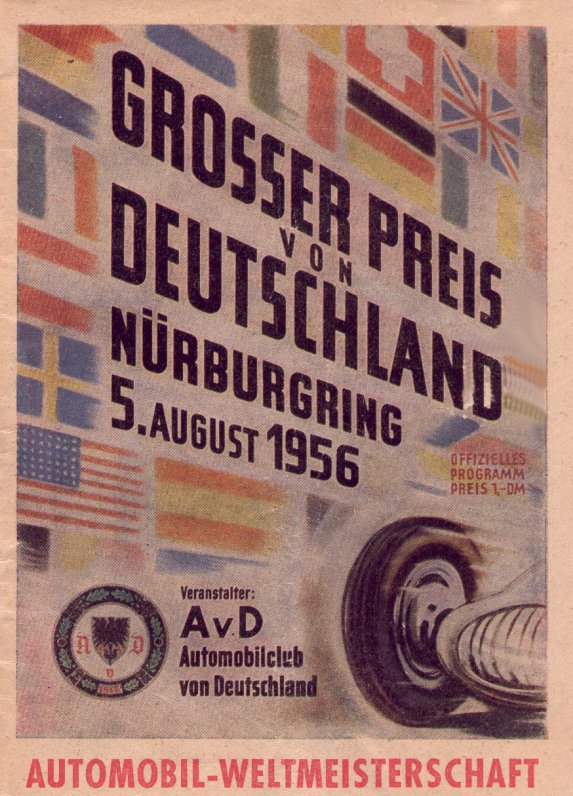 GROSSER PREIS
VON
DEUTSCHLAND
NÜRBURGRING
5. AUGUST 1956
OFFIZIELLES
PROGRAMM
PREIS 1,-DM
Veranstalter:
AvD
Automobilclub
von Deutschland
A D
v
AUTOMOBIL-WELTMEISTERSCHAFT